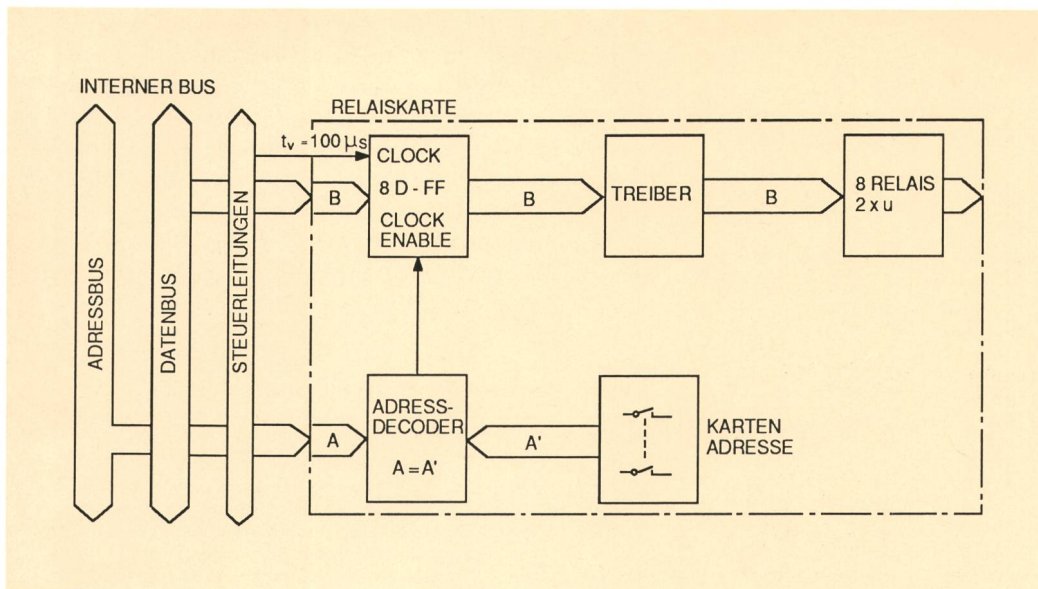 INTERNER BUS
RELAISKARTE
t_v = 100 µs
CLOCK
8 D - FF
CLOCK
ENABLE
B
B
TREIBER
B
8 RELAIS
2 x u
ADRESSBUS
DATENBUS
STEUERLEITUNGEN
ADRESS-
DECODER
A = A'
A
A'
KARTEN
ADRESSE